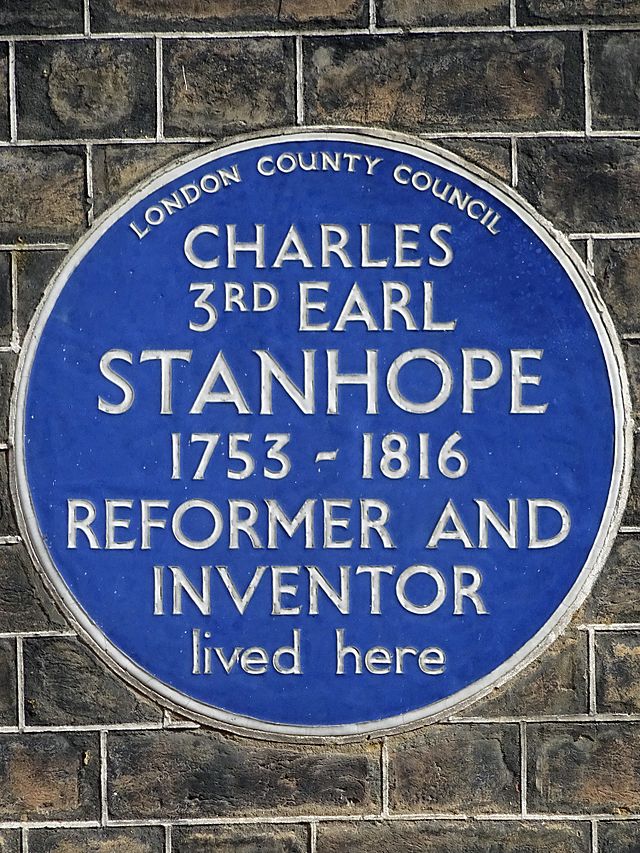 LONDON COUNTY COUNCIL
CHARLES
3RD EARL
STANHOPE
1753 - 1816
REFORMER AND
INVENTOR
lived here